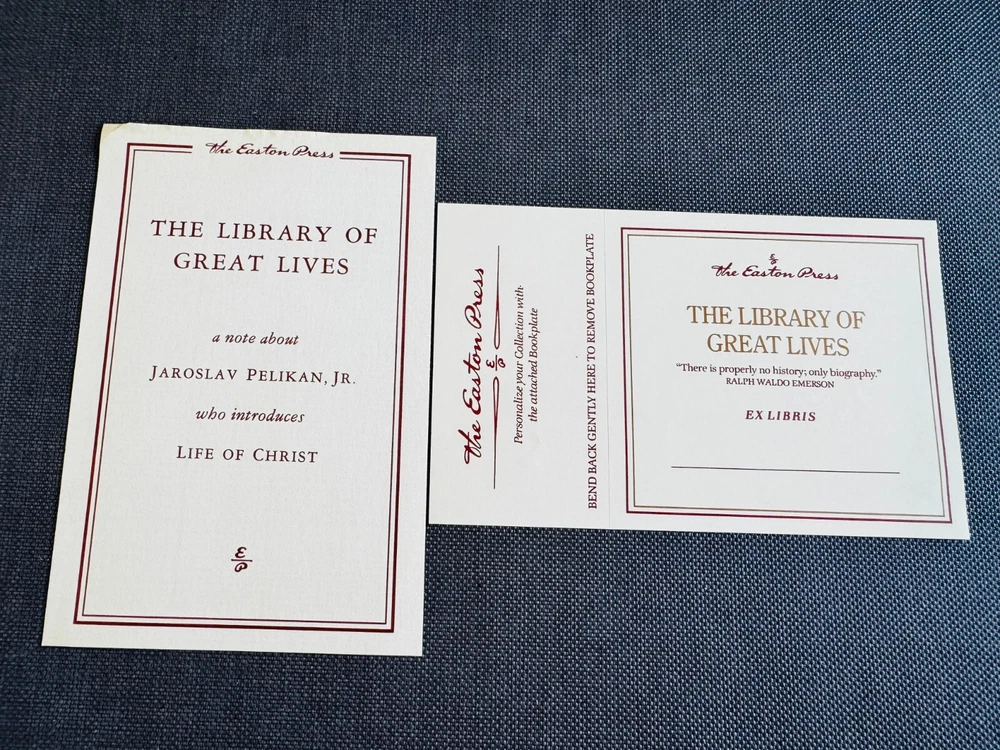 The Easton Press
THE LIBRARY OF
GREAT LIVES
a note about
JAROSLAV PELIKAN, JR.
who introduces
LIFE OF CHRIST
E
P
The Easton Press
E
P
Personalize your Collection with
the attached Bookplate
BEND BACK GENTLY HERE TO REMOVE BOOKPLATE
E
P
The Easton Press
THE LIBRARY OF
GREAT LIVES
“There is properly no history; only biography.”
RALPH WALDO EMERSON
EX LIBRIS